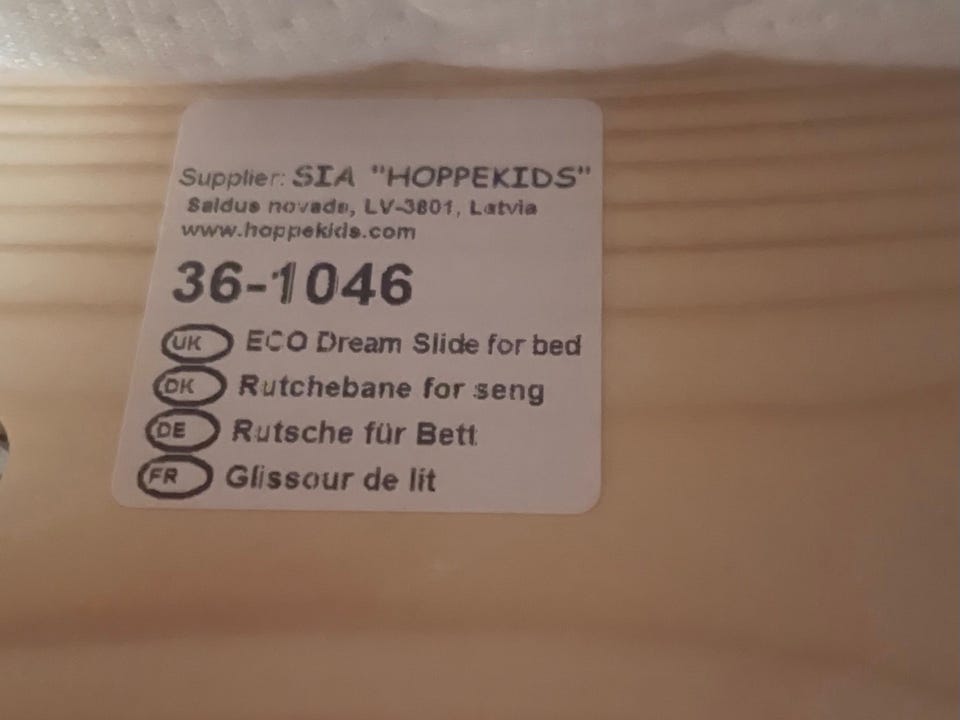 Supplier: SIA "HOPPEKIDS"
Saldus novads, LV-3801, Latvia
www.hoppekids.com
36-1046
UK ECO Dream Slide for bed
DK Rutchebane for seng
DE Rutsche für Bett
FR Glissour de lit